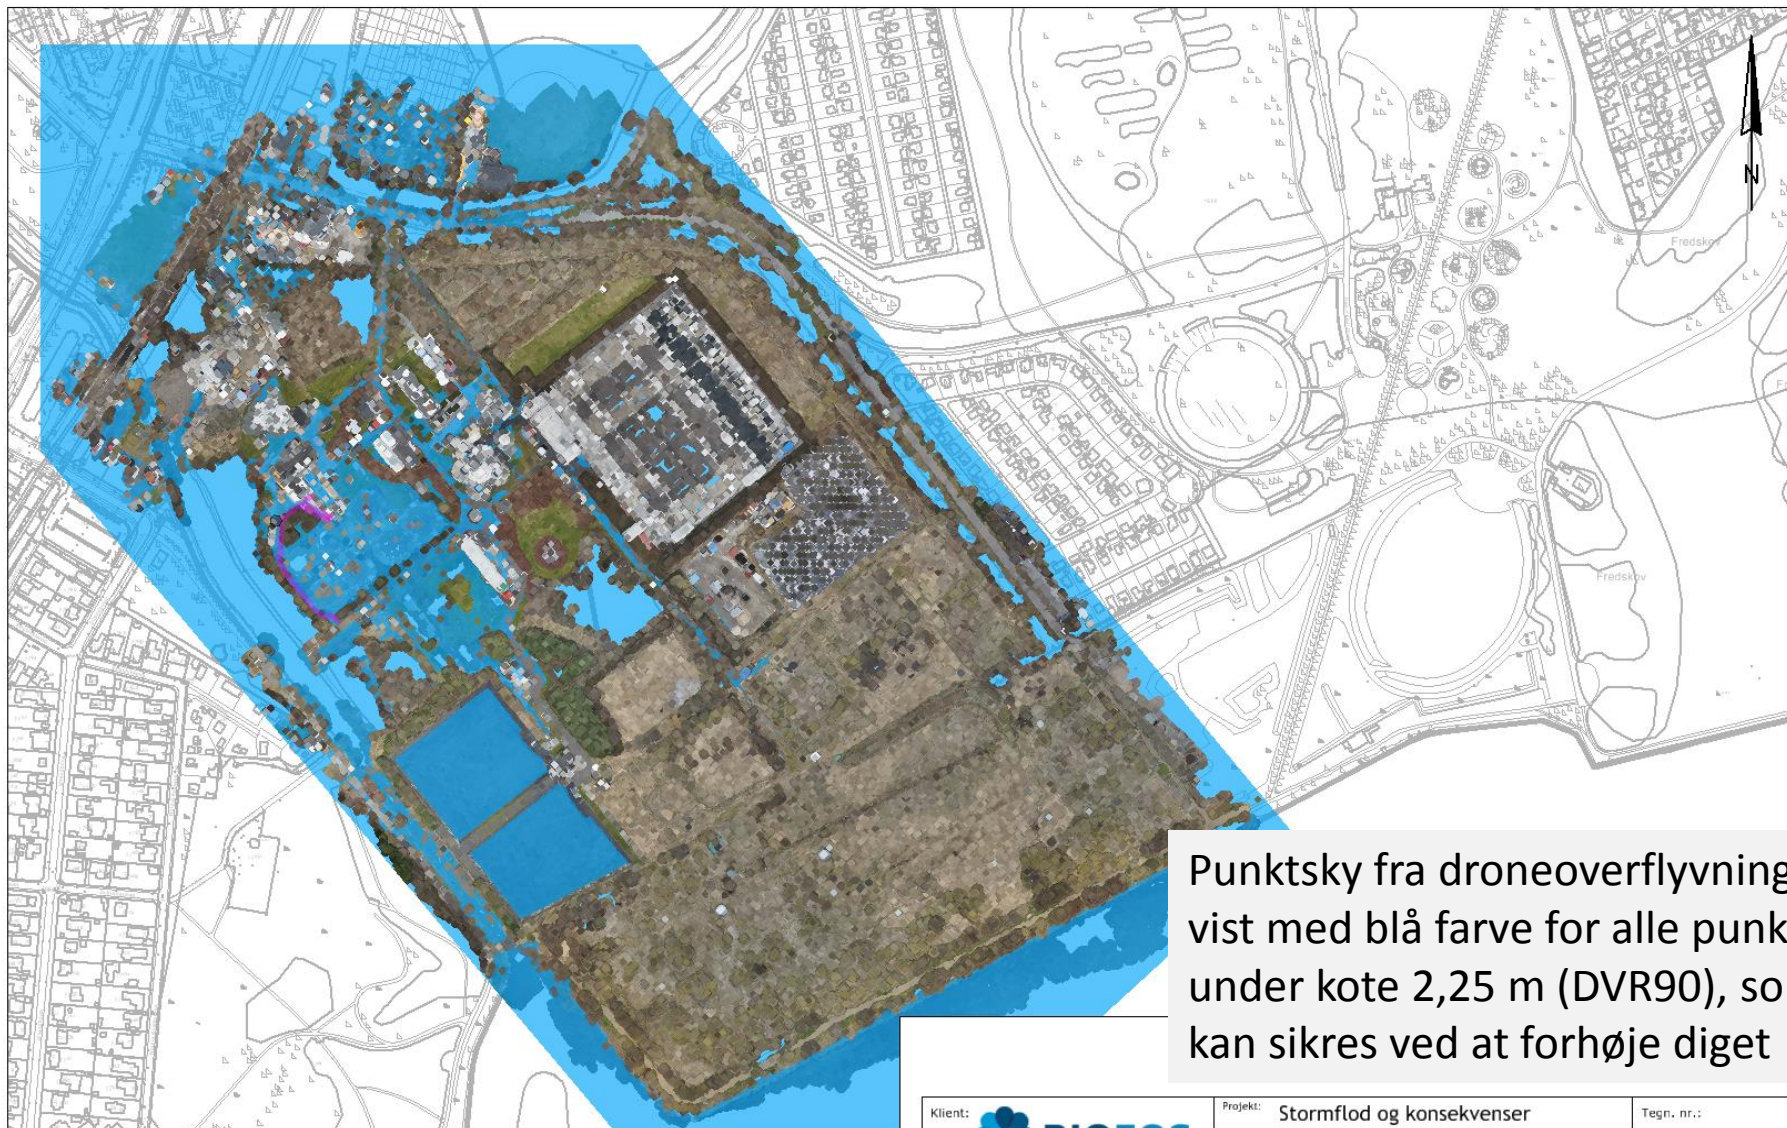 N
Fredskov
Fredskov
Punktsky fra droneoverflyvning
vist med blå farve for alle punk
under kote 2,25 m (DVR90), so
kan sikres ved at forhøje diget
Klient:
Projekt: Stormflod og konsekvenser
Tegn. nr.: